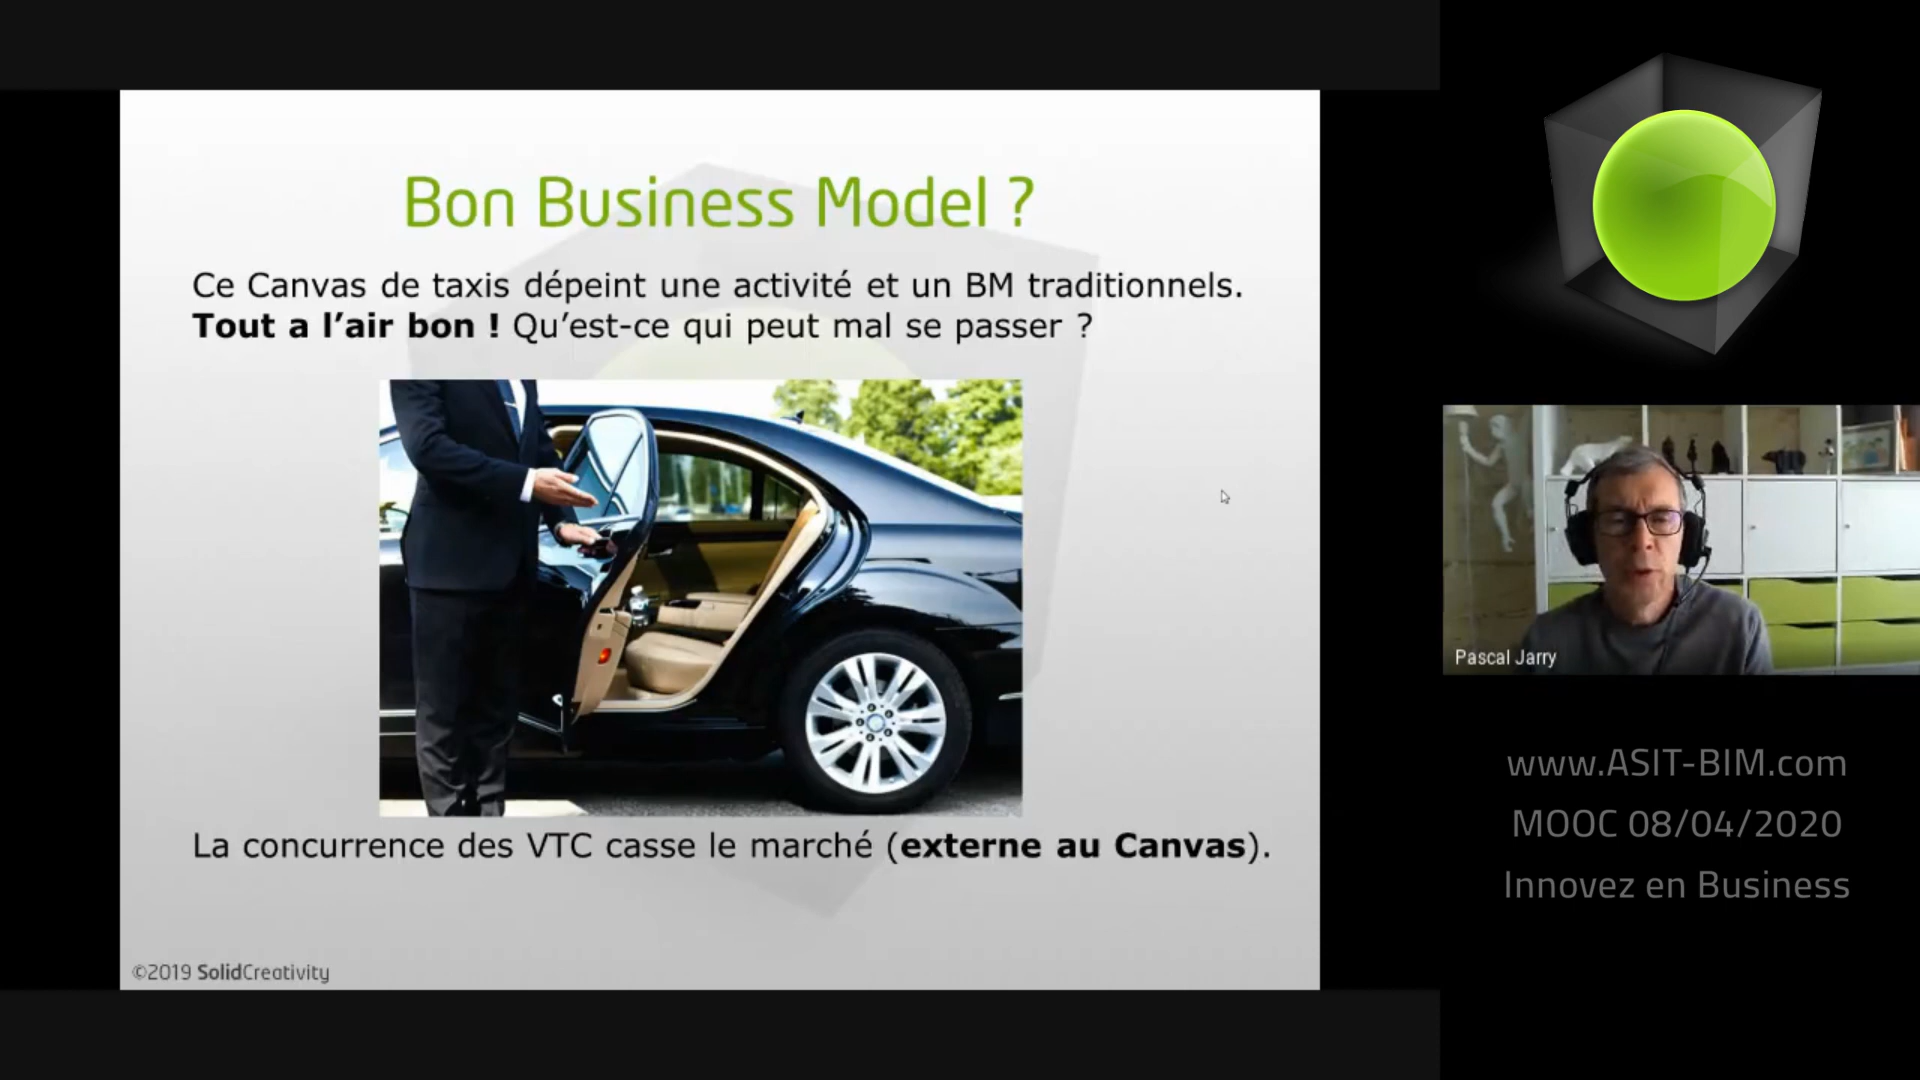 Bon Business Model ?
Ce Canvas de taxis dépeint une activité et un BM traditionnels.
Tout a l’air bon ! Qu’est-ce qui peut mal se passer ?
La concurrence des VTC casse le marché (externe au Canvas).
©2019 SolidCreativity
Pascal Jarry
www.ASIT-BIM.com
MOOC 08/04/2020
Innovez en Business